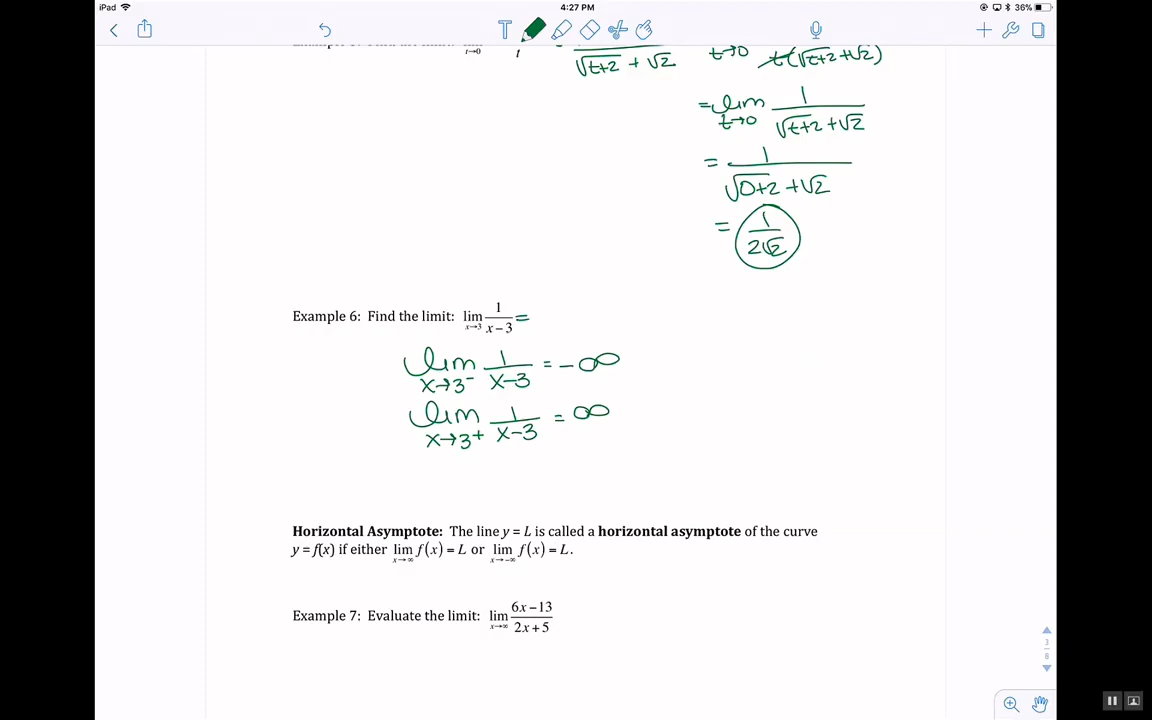 iPad 4:27 PM 36%
T
t→0 t √t+2 + √2 t→0 t(√t+2 + √2)
= lim t→0 1/(√t+2 + √2)
= 1/(√0+2 + √2)
= 1/(2√2)
Example 6: Find the limit: lim x→3 1/(x − 3) =
lim x→3⁻ 1/(x−3) = −∞
lim x→3⁺ 1/(x−3) = ∞
Horizontal Asymptote: The line y = L is called a horizontal asymptote of the curve
y = f(x) if either lim x→∞ f(x) = L or lim x→−∞ f(x) = L.
Example 7: Evaluate the limit: lim x→∞ (6x − 13)/(2x + 5)
3
8